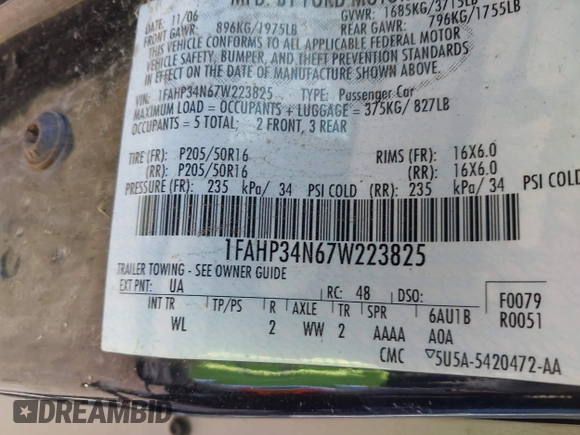 MFD. BY FORD MOTOR
DATE: 11/06 GVWR: 1685KG/3715LB
FRONT GAWR: 896KG/1975LB REAR GAWR: 796KG/1755LB
THIS VEHICLE CONFORMS TO ALL APPLICABLE FEDERAL MOTOR
VEHICLE SAFETY, BUMPER, AND THEFT PREVENTION STANDARDS
IN EFFECT ON THE DATE OF MANUFACTURE SHOWN ABOVE.
VIN: 1FAHP34N67W223825 TYPE: Passenger Car
MAXIMUM LOAD = OCCUPANTS + LUGGAGE = 375KG/ 827LB
OCCUPANTS = 5 TOTAL; 2 FRONT, 3 REAR
TIRE (FR): P205/50R16 RIMS (FR): 16X6.0
(RR): P205/50R16 (RR): 16X6.0
PRESSURE (FR): 235 kPa/ 34 PSI COLD (RR): 235 kPa/ 34 PSI COLD
1FAHP34N67W223825
TRAILER TOWING - SEE OWNER GUIDE
EXT PNT: UA RC: 48 DSO: F0079
INT TR TP/PS R AXLE TR SPR 6AU1B R0051
WL 2 WW 2 AAAA A0A
CMC ▽5U5A-5420472-AA
DREAMBID